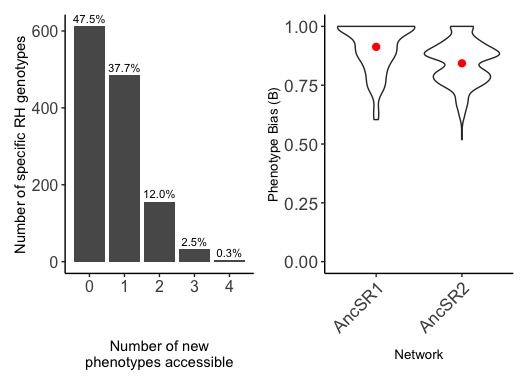 Number of specific RH genotypes
600
400
200
0
47.5%
37.7%
12.0%
2.5%
0.3%
0 1 2 3 4
Number of new
phenotypes accessible
Phenotype Bias (B)
1.00
0.75
0.50
0.25
0.00
AncSR1
AncSR2
Network